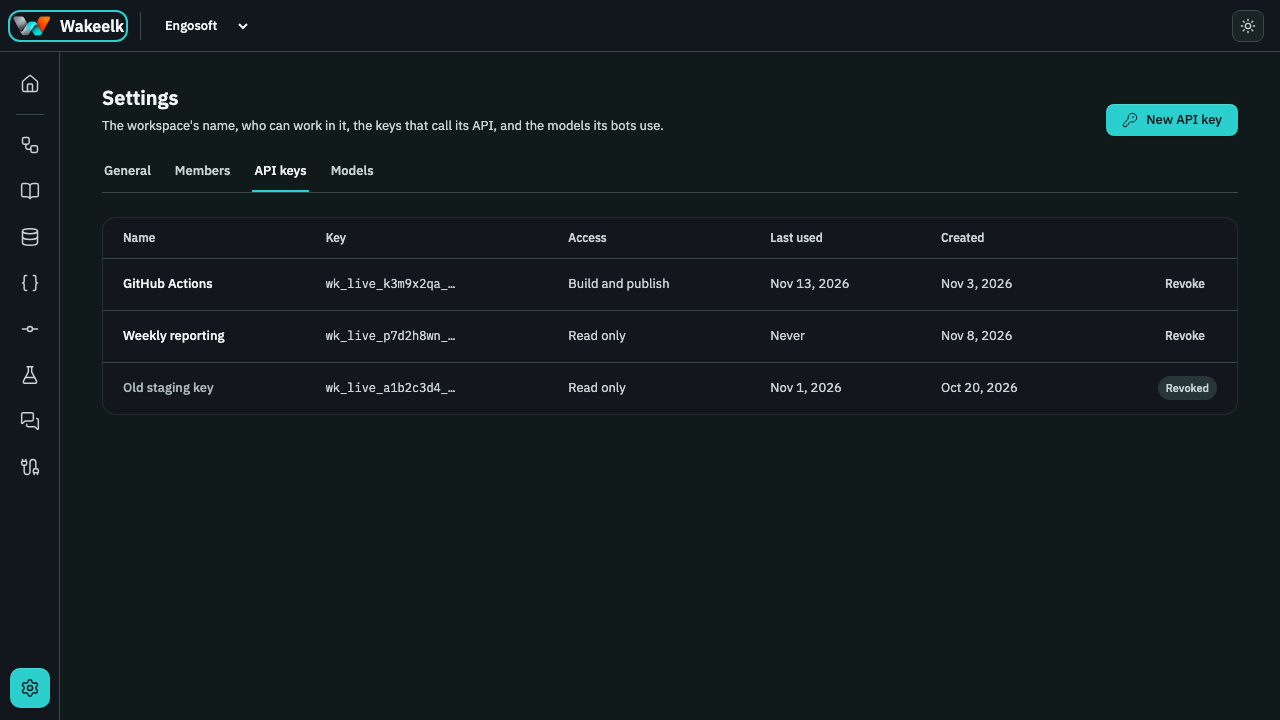 Wakeelk
Engosoft
Settings
The workspace's name, who can work in it, the keys that call its API, and the models its bots use.
New API key
General Members API keys Models
Name Key Access Last used Created
GitHub Actions wk_live_k3m9x2qa_… Build and publish Nov 13, 2026 Nov 3, 2026 Revoke
Weekly reporting wk_live_p7d2h8wn_… Read only Never Nov 8, 2026 Revoke
Old staging key wk_live_a1b2c3d4_… Read only Nov 1, 2026 Oct 20, 2026 Revoked